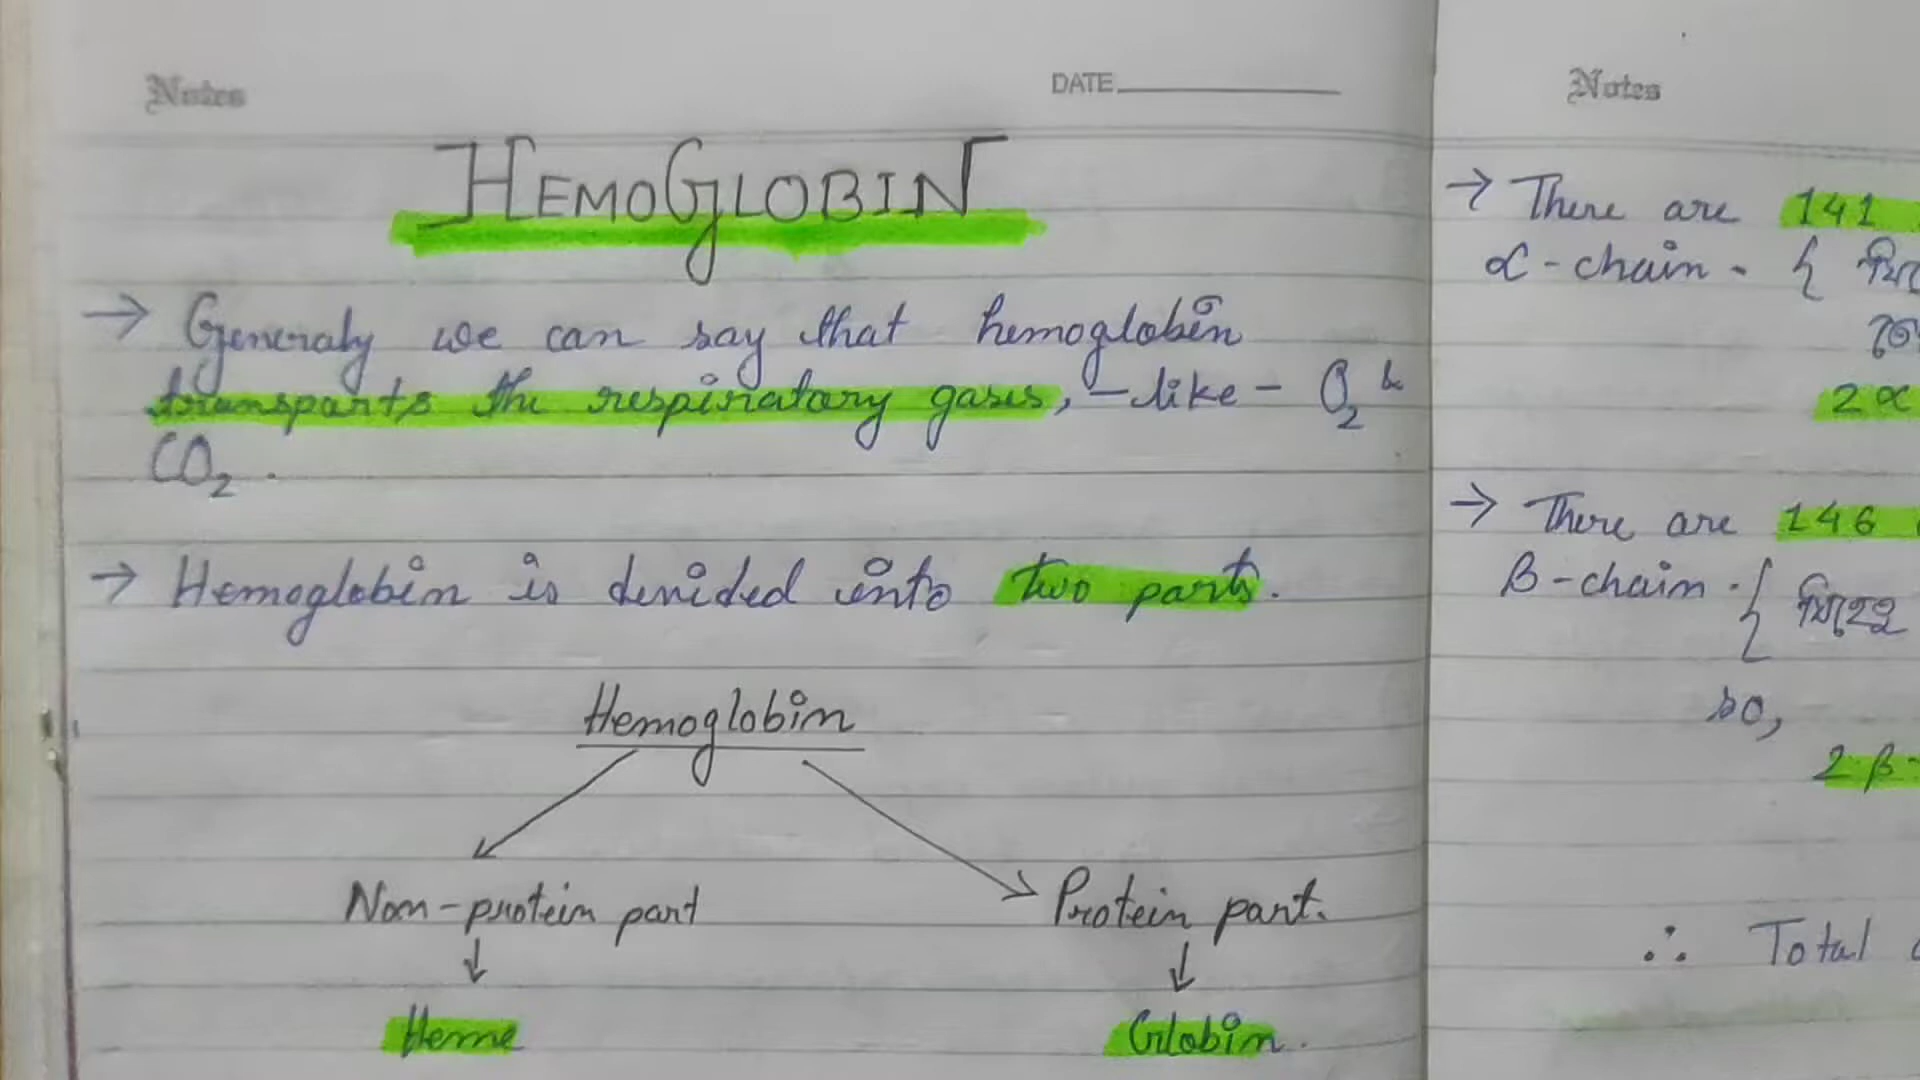 Notes
DATE
HEMOGLOBIN
→ Generaly we can say that hemoglobin
transparts the respiratory gases, - like - O₂ &
CO₂.
→ Hemoglobin is devided into two parts.
Hemoglobin
Non-protein part
Protein part.
↓
↓
Heme
Globin.
Notes
→ There are 141
α-chain - {
2α
→ There are 146
β-chain . {
so,
2β-
∴ Total